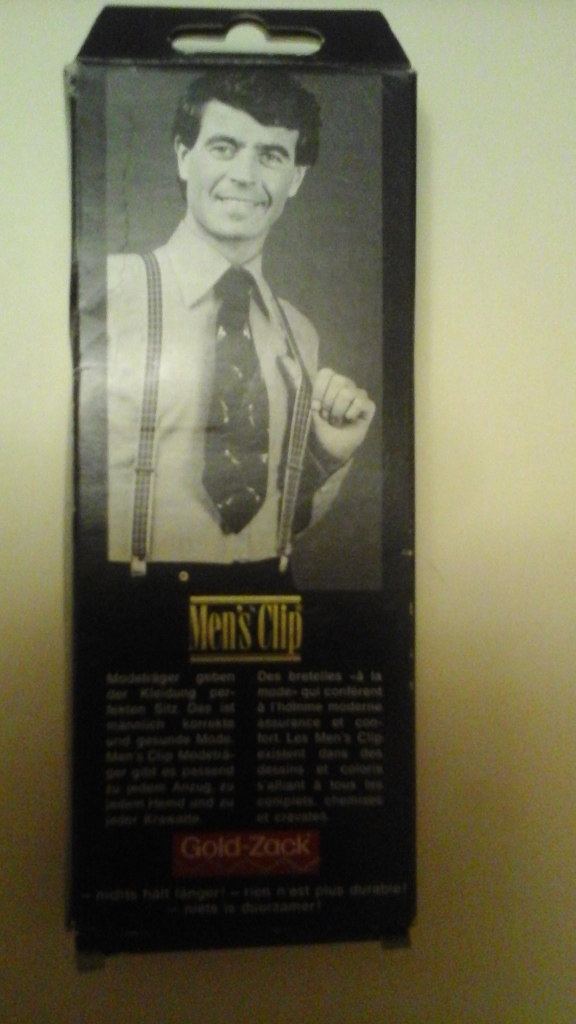 Men's Clip
Modeträger geben
der Kleidung per-
fekten Sitz. Das ist
männlich korrekte
und gesunde Mode.
Men's Clip Modeträ-
ger gibt es passend
zu jedem Anzug, zu
jedem Hemd und zu
jeder Krawatte.
Des bretelles «à la
mode» qui confèrent
à l'homme moderne
assurance et con-
fort. Les Men's Clip
existent dans des
dessins et coloris
s'alliant à tous les
complets, chemises
et cravates.
Gold-Zack
– nichts hält länger! – rien n'est plus durable!
– niets is duurzamer!